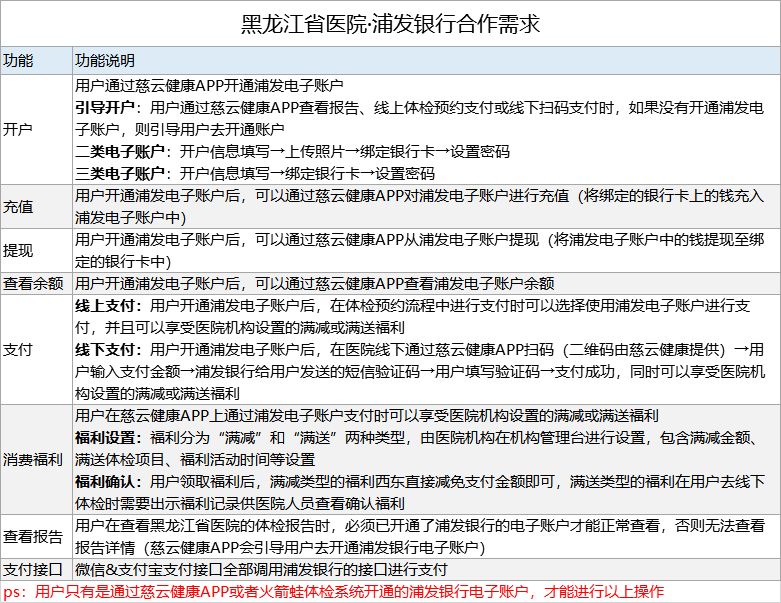 黑龙江省医院·浦发银行合作需求
功能
功能说明
开户
用户通过慈云健康APP开通浦发电子账户
引导开户：用户通过慈云健康APP查看报告、线上体检预约支付或线下扫码支付时，如果没有开通浦发电
子账户，则引导用户去开通账户
二类电子账户：开户信息填写→上传照片→绑定银行卡→设置密码
三类电子账户：开户信息填写→绑定银行卡→设置密码
充值
用户开通浦发电子账户后，可以通过慈云健康APP对浦发电子账户进行充值（将绑定的银行卡上的钱充入
浦发电子账户中）
提现
用户开通浦发电子账户后，可以通过慈云健康APP从浦发电子账户提现（将浦发电子账户中的钱提现至绑
定的银行卡中）
查看余额
用户开通浦发电子账户后，可以通过慈云健康APP查看浦发电子账户余额
支付
线上支付：用户开通浦发电子账户后，在体检预约流程中进行支付时可以选择使用浦发电子账户进行支
付，并且可以享受医院机构设置的满减或满送福利
线下支付：用户开通浦发电子账户后，在医院线下通过慈云健康APP扫码（二维码由慈云健康提供）→用
户输入支付金额→浦发银行给用户发送的短信验证码→用户填写验证码→支付成功，同时可以享受医院机
构设置的满减或满送福利
消费福利
用户在慈云健康APP上通过浦发电子账户支付时可以享受医院机构设置的满减或满送福利
福利设置：福利分为“满减”和“满送”两种类型，由医院机构在机构管理台进行设置，包含满减金额、
满送体检项目、福利活动时间等设置
福利确认：用户领取福利后，满减类型的福利西东直接减免支付金额即可，满送类型的福利在用户去线下
体检时需要出示福利记录供医院人员查看确认福利
查看报告
用户在查看黑龙江省医院的体检报告时，必须已开通了浦发银行的电子账户才能正常查看，否则无法查看
报告详情（慈云健康APP会引导用户去开通浦发银行电子账户）
支付接口
微信&支付宝支付接口全部调用浦发银行的接口进行支付
ps：用户只有是通过慈云健康APP或者火箭蛙体检系统开通的浦发银行电子账户，才能进行以上操作